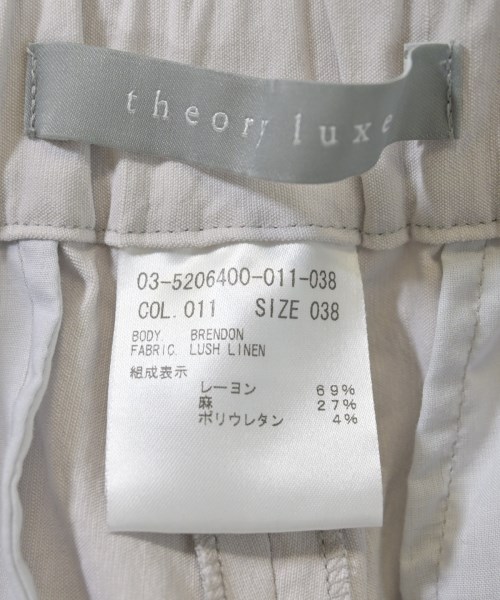 theory luxe
03-5206400-011-038
COL. 011 SIZE 038
BODY. BRENDON
FABRIC. LUSH LINEN
組成表示
レーヨン 69%
麻 27%
ポリウレタン 4%